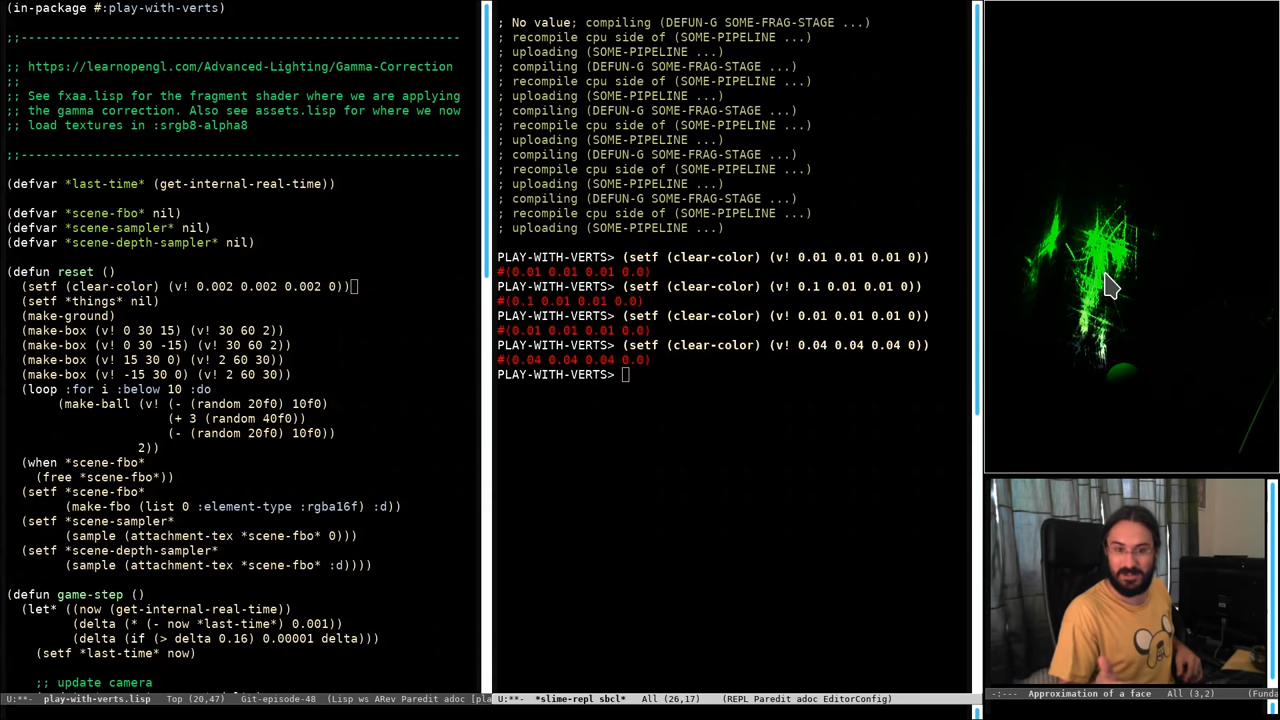 (in-package #:play-with-verts)
;;------------------------------------------------------------
;; https://learnopengl.com/Advanced-Lighting/Gamma-Correction
;;
;; See fxaa.lisp for the fragment shader where we are applying
;; the gamma correction. Also see assets.lisp for where we now
;; load textures in :srgb8-alpha8
;;------------------------------------------------------------
(defvar *last-time* (get-internal-real-time))
(defvar *scene-fbo* nil)
(defvar *scene-sampler* nil)
(defvar *scene-depth-sampler* nil)
(defun reset ()
(setf (clear-color) (v! 0.002 0.002 0.002 0))
(setf *things* nil)
(make-ground)
(make-box (v! 0 30 15) (v! 30 60 2))
(make-box (v! 0 30 -15) (v! 30 60 2))
(make-box (v! 15 30 0) (v! 2 60 30))
(make-box (v! -15 30 0) (v! 2 60 30))
(loop :for i :below 10 :do
(make-ball (v! (- (random 20f0) 10f0)
(+ 3 (random 40f0))
(- (random 20f0) 10f0))
2))
(when *scene-fbo*
(free *scene-fbo*))
(setf *scene-fbo*
(make-fbo (list 0 :element-type :rgba16f) :d))
(setf *scene-sampler*
(sample (attachment-tex *scene-fbo* 0)))
(setf *scene-depth-sampler*
(sample (attachment-tex *scene-fbo* :d))))
(defun game-step ()
(let* ((now (get-internal-real-time))
(delta (* (- now *last-time*) 0.001))
(delta (if (> delta 0.16) 0.00001 delta)))
(setf *last-time* now)
;; update camera
U:**- play-with-verts.lisp Top (20,47) Git-episode-48 (Lisp ws ARev Paredit adoc [pla
; No value; compiling (DEFUN-G SOME-FRAG-STAGE ...)
; recompile cpu side of (SOME-PIPELINE ...)
; uploading (SOME-PIPELINE ...)
; compiling (DEFUN-G SOME-FRAG-STAGE ...)
; recompile cpu side of (SOME-PIPELINE ...)
; uploading (SOME-PIPELINE ...)
; compiling (DEFUN-G SOME-FRAG-STAGE ...)
; recompile cpu side of (SOME-PIPELINE ...)
; uploading (SOME-PIPELINE ...)
; compiling (DEFUN-G SOME-FRAG-STAGE ...)
; recompile cpu side of (SOME-PIPELINE ...)
; uploading (SOME-PIPELINE ...)
; compiling (DEFUN-G SOME-FRAG-STAGE ...)
; recompile cpu side of (SOME-PIPELINE ...)
; uploading (SOME-PIPELINE ...)
PLAY-WITH-VERTS> (setf (clear-color) (v! 0.01 0.01 0.01 0))
#(0.01 0.01 0.01 0.0)
PLAY-WITH-VERTS> (setf (clear-color) (v! 0.1 0.01 0.01 0))
#(0.1 0.01 0.01 0.0)
PLAY-WITH-VERTS> (setf (clear-color) (v! 0.01 0.01 0.01 0))
#(0.01 0.01 0.01 0.0)
PLAY-WITH-VERTS> (setf (clear-color) (v! 0.04 0.04 0.04 0))
#(0.04 0.04 0.04 0.0)
PLAY-WITH-VERTS>
U:**- *slime-repl sbcl* All (26,17) (REPL Paredit adoc EditorConfig)
-:--- Approximation of a face All (3,2) (Funda